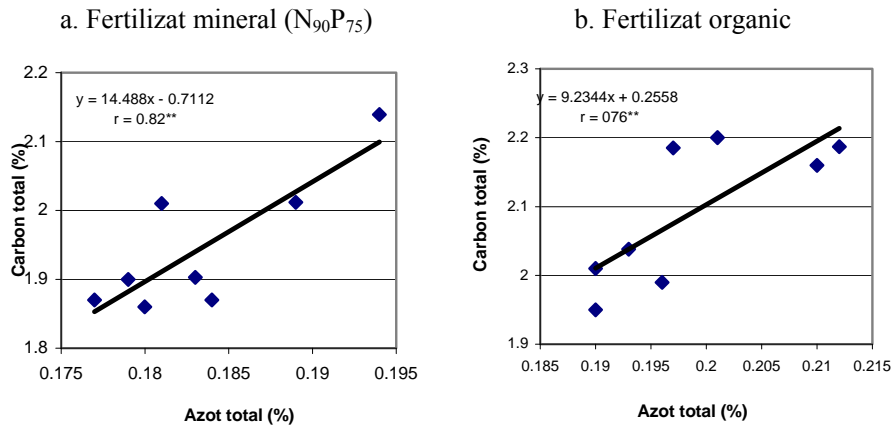 a. Fertilizat mineral (N₉₀P₇₅)
2.2
2.1
2
1.9
1.8
y = 14.488x - 0.7112
r = 0.82**
Carbon total (%)
0.175 0.18 0.185 0.19 0.195
Azot total (%)
b. Fertilizat organic
2.3
2.2
2.1
2
1.9
y = 9.2344x + 0.2558
r = 076**
Carbon total (%)
0.185 0.19 0.195 0.2 0.205 0.21 0.215
Azot total (%)